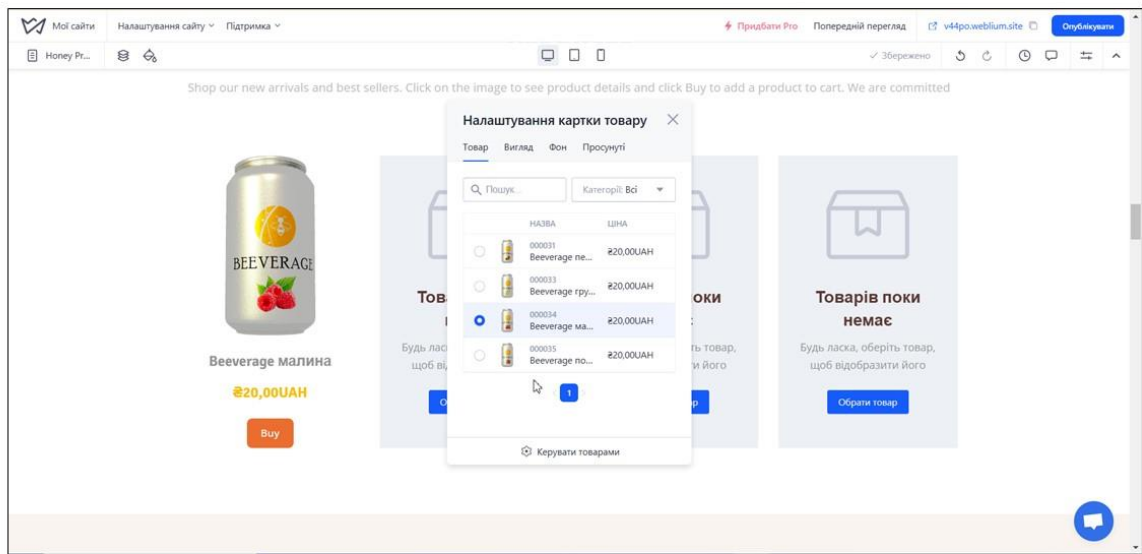 Мої сайти Налаштування сайту Підтримка Придбати Pro Попередній перегляд v44po.weblium.site Опублікувати
Honey Pr... Збережено
Shop our new arrivals and best sellers. Click on the image to see product details and click Buy to add a product to cart. We are committed
Налаштування картки товару
Товар Вигляд Фон Просунуті
Пошук... Категорії: Всі
НАЗВА ЦІНА
000031
Beeverage пе... ₴20,00UAH
000033
Beeverage гру... ₴20,00UAH
000034
Beeverage ма... ₴20,00UAH
000035
Beeverage по... ₴20,00UAH
1
Керувати товарами
BEEVERAGE
Beeverage малина
₴20,00UAH
Buy
Тов
Будь лас
щоб ві
О
оки
ть товар,
и його
р
Товарів поки
немає
Будь ласка, оберіть товар,
щоб відобразити його
Обрати товар